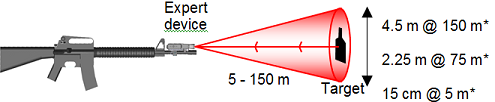 Expert
device
5 - 150 m
Target
4.5 m @ 150 m*
2.25 m @ 75 m*
15 cm @ 5 m*